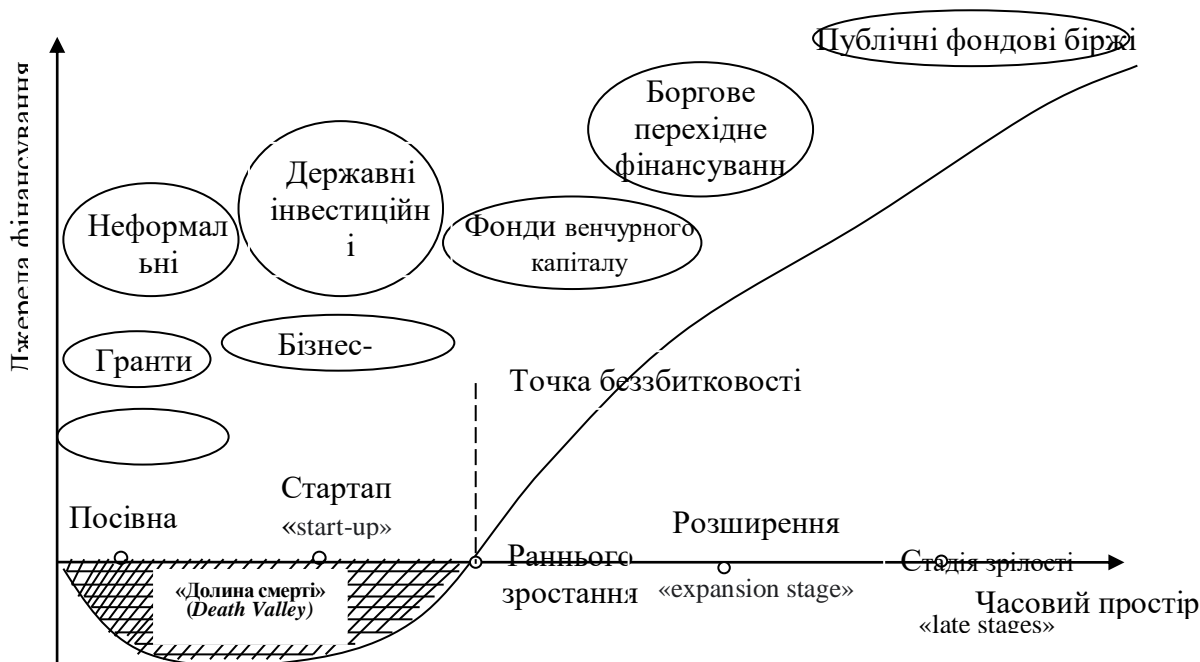 Публічні фондові біржі
Боргове
перехідне
фінансуванн
Державні
інвестиційн
і
Неформал
ьні
Фонди венчурного
капіталу
Джерела фінансування
Бізнес-
Гранти
Точка беззбитковості
Стартап
«start-up»
Посівна
Розширення
Раннього
зростання
«expansion stage»
Стадія зрілості
«Долина смерті»
(Death Valley)
Часовий простір
«late stages»